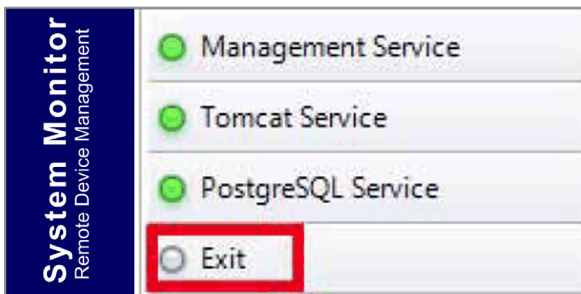 System Monitor
Remote Device Management
Management Service
Tomcat Service
PostgreSQL Service
Exit